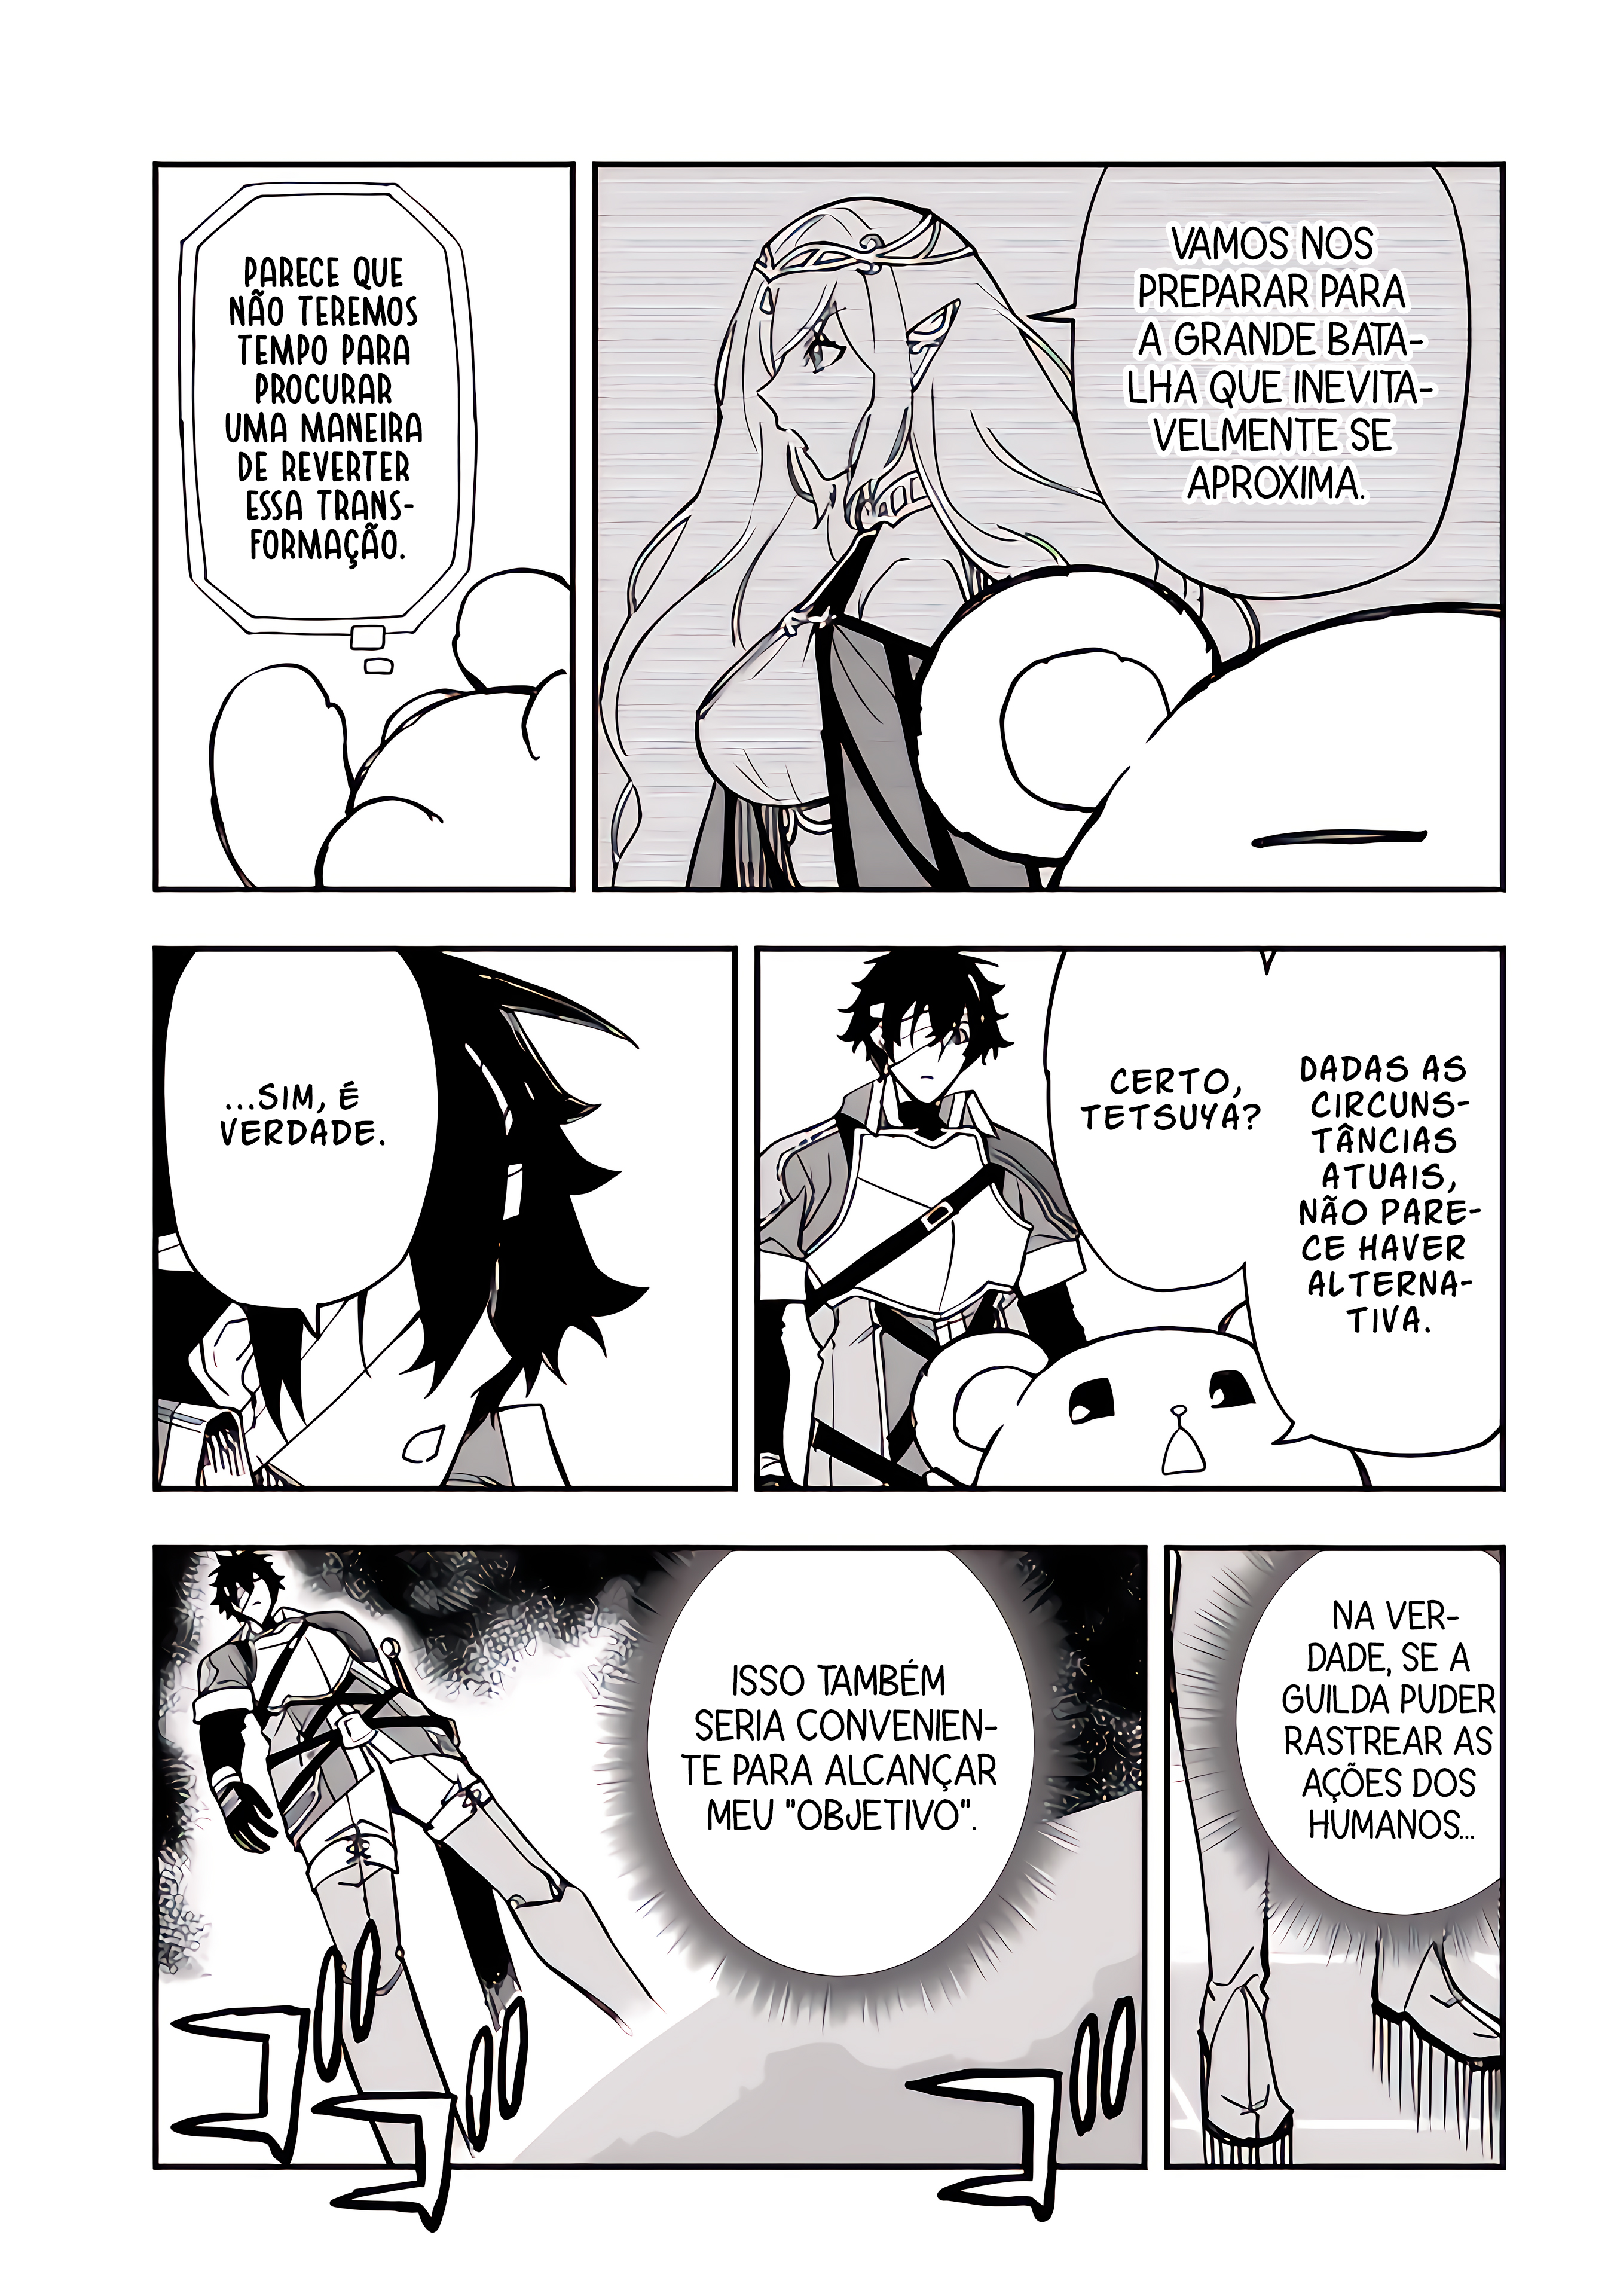 VAMOS NOS
PREPARAR PARA
A GRANDE BATA-
LHA QUE INEVITA-
VELMENTE SE
APROXIMA.
PARECE QUE
NÃO TEREMOS
TEMPO PARA
PROCURAR
UMA MANEIRA
DE REVERTER
ESSA TRANS-
FORMAÇÃO.
DADAS AS
CIRCUNS-
TÂNCIAS
ATUAIS,
NÃO PARE-
CE HAVER
ALTERNA-
TIVA.
CERTO,
TETSUYA?
...SIM, É
VERDADE.
NA VER-
DADE, SE A
GUILDA PUDER
RASTREAR AS
AÇÕES DOS
HUMANOS...
ISSO TAMBÉM
SERIA CONVENIEN-
TE PARA ALCANÇAR
MEU "OBJETIVO".
ゴゴゴ